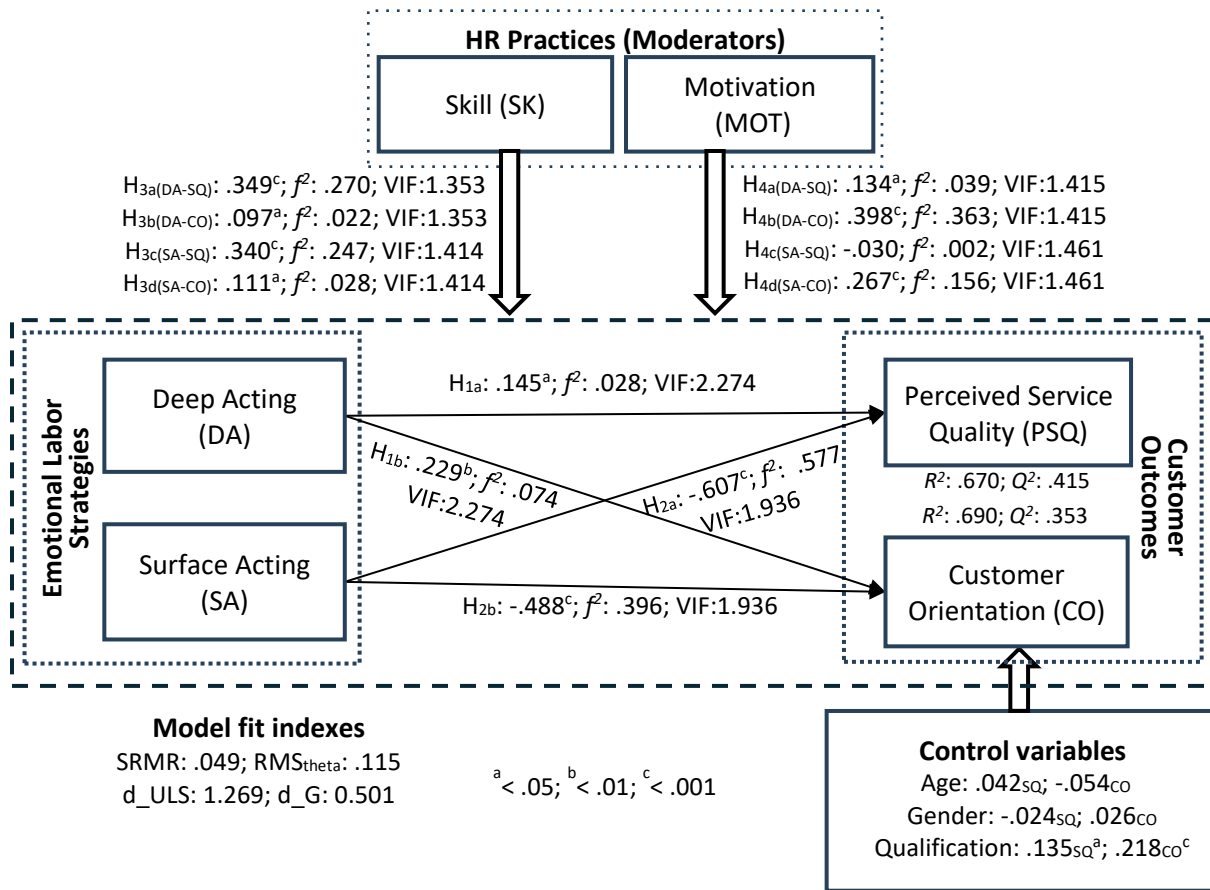 HR Practices (Moderators)
Skill (SK)
Motivation
(MOT)
H3a(DA-SQ): .349c; f2: .270; VIF:1.353
H3b(DA-CO): .097a; f2: .022; VIF:1.353
H3c(SA-SQ): .340c; f2: .247; VIF:1.414
H3d(SA-CO): .111a; f2: .028; VIF:1.414
H4a(DA-SQ): .134a; f2: .039; VIF:1.415
H4b(DA-CO): .398c; f2: .363; VIF:1.415
H4c(SA-SQ): -.030; f2: .002; VIF:1.461
H4d(SA-CO): .267c; f2: .156; VIF:1.461
Emotional Labor
Strategies
Deep Acting
(DA)
Surface Acting
(SA)
H1a: .145a; f2: .028; VIF:2.274
H1b: .229b; f2: .074
VIF:2.274
H2a: -.607c; f2: .577
VIF:1.936
H2b: -.488c; f2: .396; VIF:1.936
Perceived Service
Quality (PSQ)
R2: .670; Q2: .415
R2: .690; Q2: .353
Customer
Orientation (CO)
Customer
Outcomes
Model fit indexes
SRMR: .049; RMStheta: .115
d_ULS: 1.269; d_G: 0.501
a< .05; b< .01; c< .001
Control variables
Age: .042SQ; -.054CO
Gender: -.024SQ; .026CO
Qualification: .135SQa; .218COc